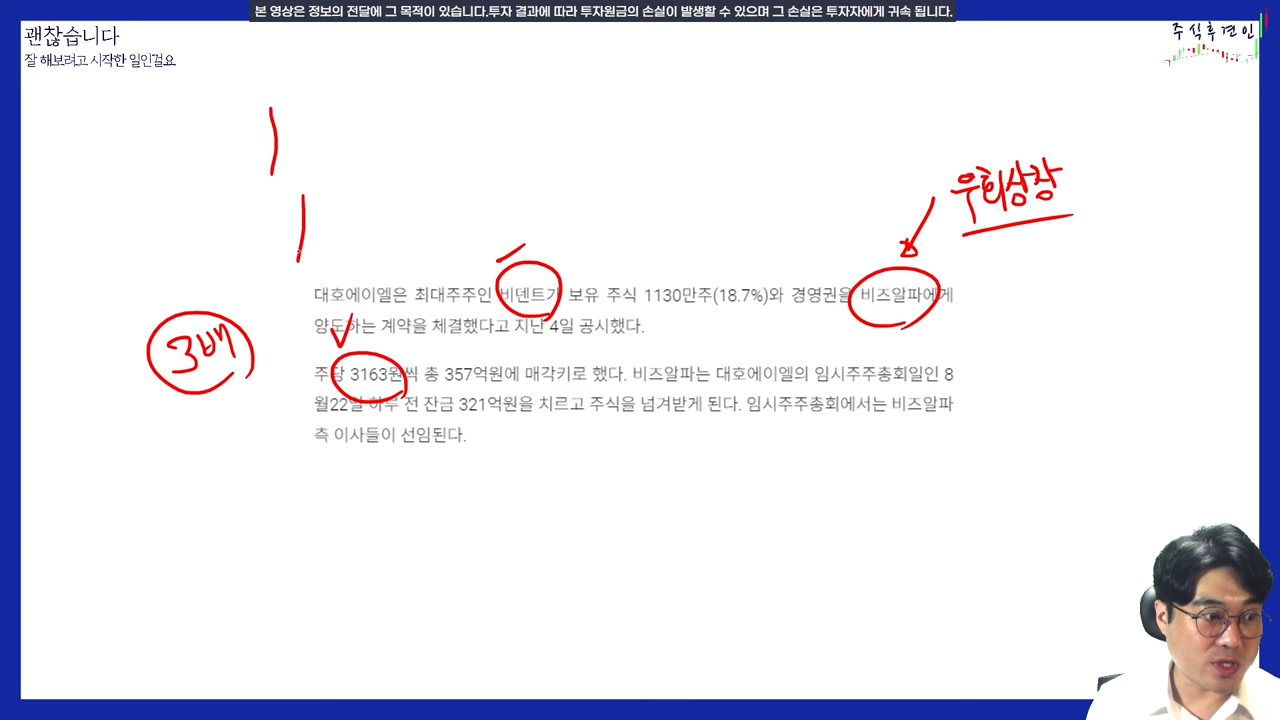 본 영상은 정보의 전달에 그 목적이 있습니다.투자 결과에 따라 투자원금의 손실이 발생할 수 있으며 그 손실은 투자자에게 귀속 됩니다.
괜찮습니다
잘 해보려고 시작한 일인걸요
주식후견인
우회상장
대호에이엘은 최대주주인 비덴트가 보유 주식 1130만주(18.7%)와 경영권을 비즈알파에게
양도하는 계약을 체결했다고 지난 4일 공시했다.
3배
주당 3163원씩 총 357억원에 매각키로 했다. 비즈알파는 대호에이엘의 임시주주총회일인 8
월22일 하루 전 잔금 321억원을 치르고 주식을 넘겨받게 된다. 임시주주총회에서는 비즈알파
측 이사들이 선임된다.